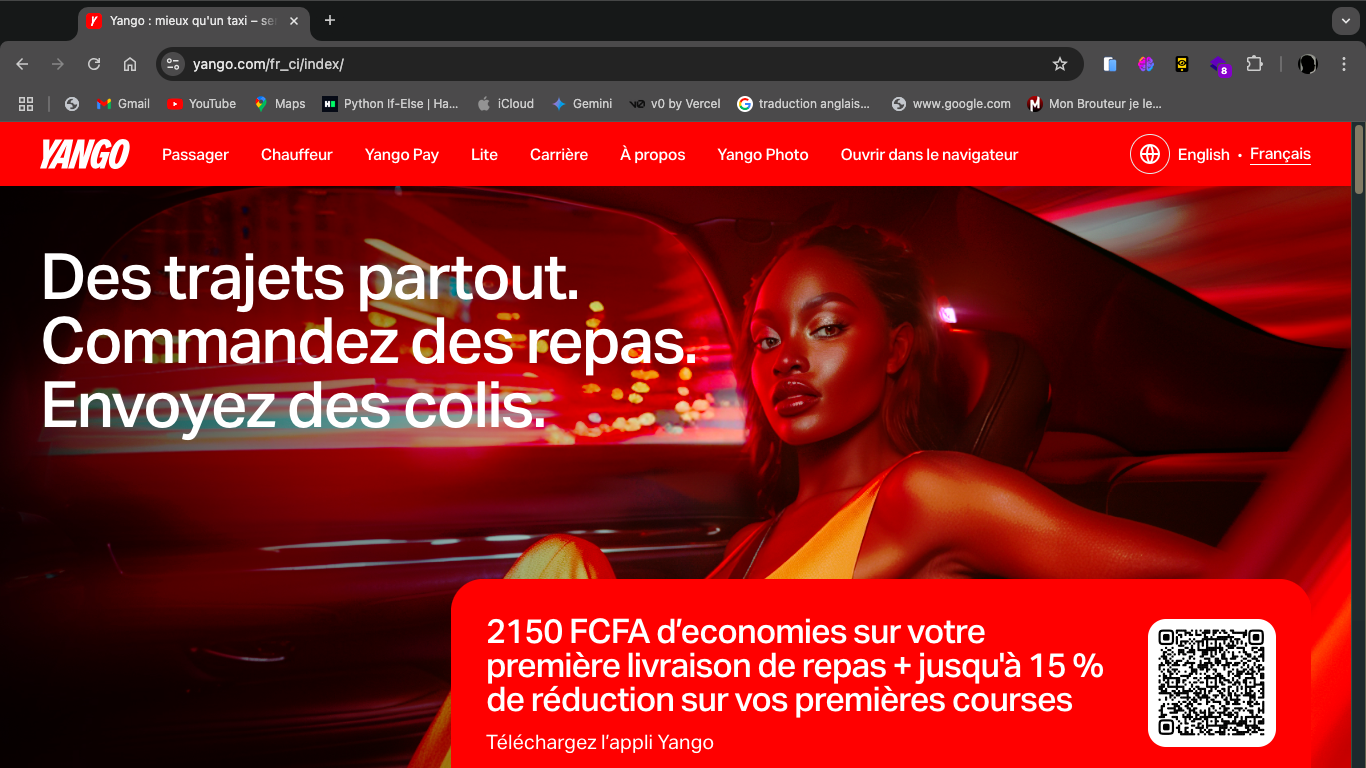 Yango : mieux qu'un taxi – se
yango.com/fr_ci/index/
8
Gmail
YouTube
Maps
Python If-Else | Ha...
iCloud
Gemini
v0 by Vercel
traduction anglais...
www.google.com
Mon Brouteur je le...
YANGO
Passager
Chauffeur
Yango Pay
Lite
Carrière
À propos
Yango Photo
Ouvrir dans le navigateur
English • Français
Des trajets partout.
Commandez des repas.
Envoyez des colis.
2150 FCFA d’economies sur votre
première livraison de repas + jusqu'à 15 %
de réduction sur vos premières courses
Téléchargez l’appli Yango